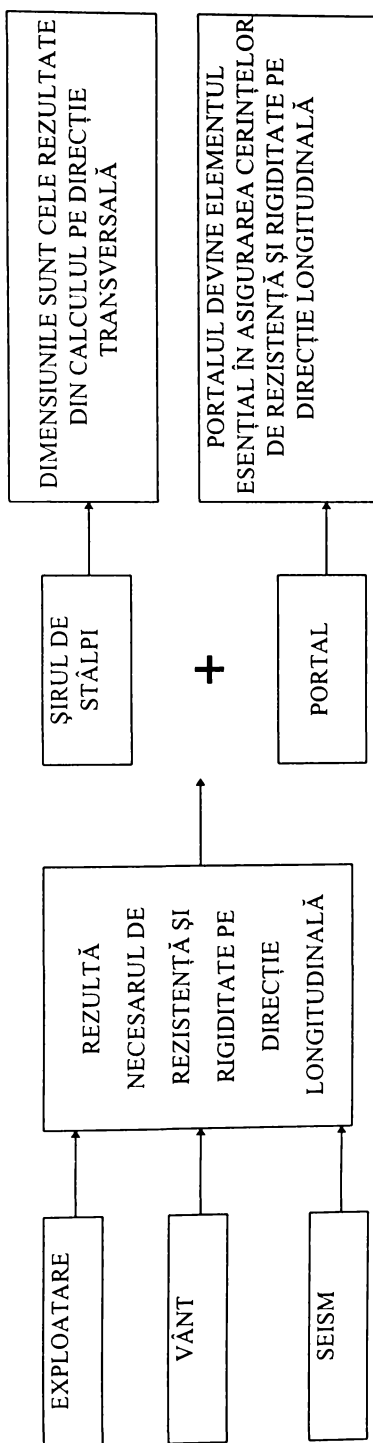 EXPLOATARE
VÂNT
SEISM
REZULTĂ
NECESARUL DE
REZISTENȚĂ ȘI
RIGIDITATE PE
DIRECȚIE
LONGITUDINALĂ
ȘIRUL DE
STÂLPI
+
PORTAL
DIMENSIUNILE SUNT CELE REZULTATE
DIN CALCULUL PE DIRECȚIE
TRANSVERSALĂ
PORTALUL DEVINE ELEMENTUL
ESENȚIAL ÎN ASIGURAREA CERINȚELOR
DE REZISTENȚĂ ȘI RIGIDITATE PE
DIRECȚIE LONGITUDINALĂ